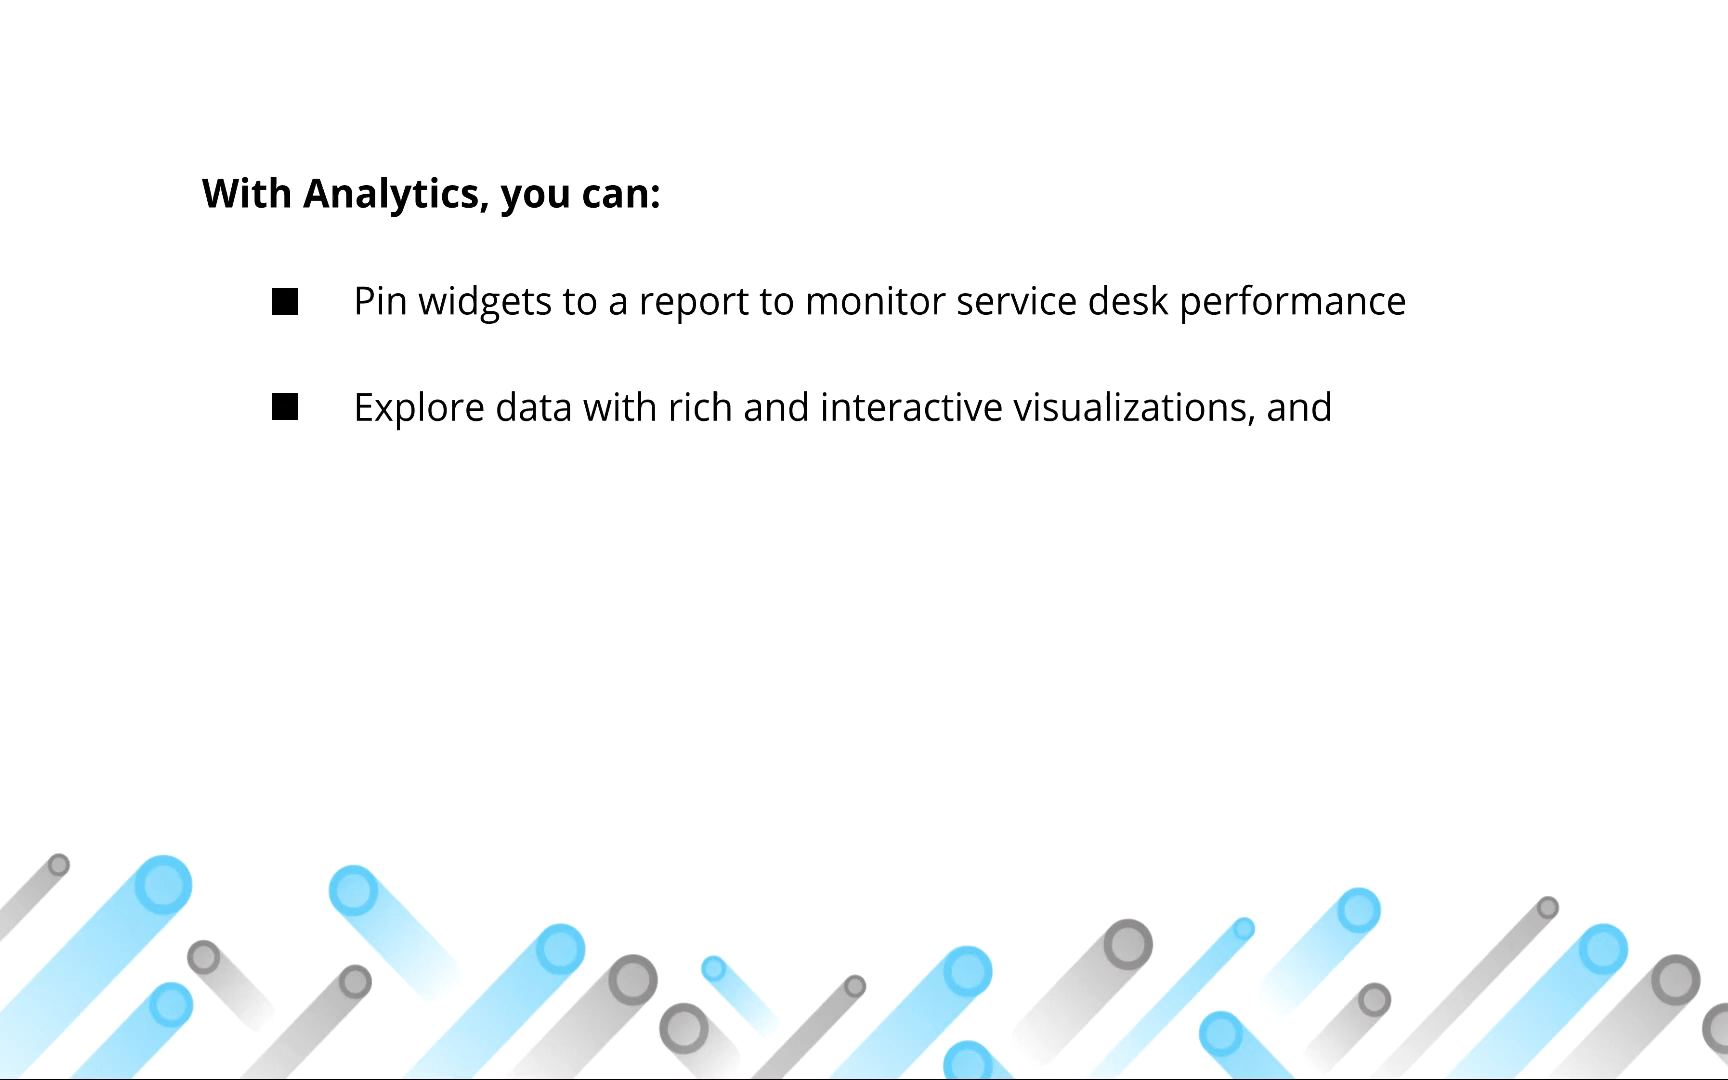 With Analytics, you can:
■ Pin widgets to a report to monitor service desk performance
■ Explore data with rich and interactive visualizations, and